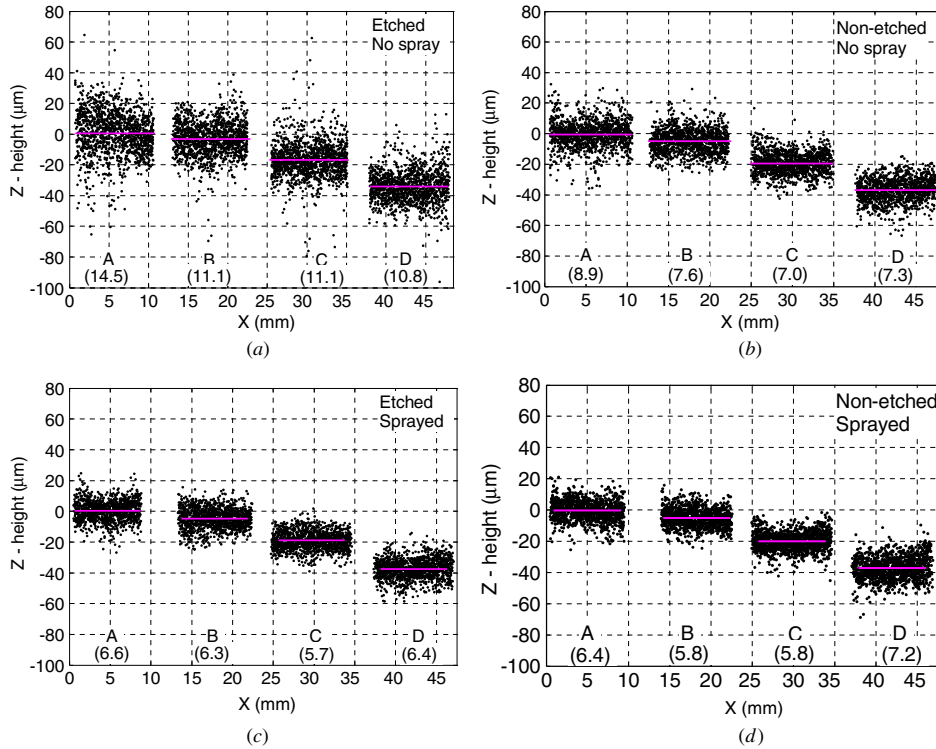 Etched
No spray
Z - height (µm)
80
60
40
20
0
-20
-40
-60
-80
-100
A
(14.5)
B
(11.1)
C
(11.1)
D
(10.8)
0 5 10 15 20 25 30 35 40 45
X (mm)
(a)
Non-etched
No spray
Z - height (µm)
80
60
40
20
0
-20
-40
-60
-80
-100
A
(8.9)
B
(7.6)
C
(7.0)
D
(7.3)
0 5 10 15 20 25 30 35 40 45
X (mm)
(b)
Etched
Sprayed
Z - height (µm)
80
60
40
20
0
-20
-40
-60
-80
-100
A
(6.6)
B
(6.3)
C
(5.7)
D
(6.4)
0 5 10 15 20 25 30 35 40 45
X (mm)
(c)
Non-etched
Sprayed
Z - height (µm)
80
60
40
20
0
-20
-40
-60
-80
-100
A
(6.4)
B
(5.8)
C
(5.8)
D
(7.2)
0 5 10 15 20 25 30 35 40 45
X (mm)
(d)